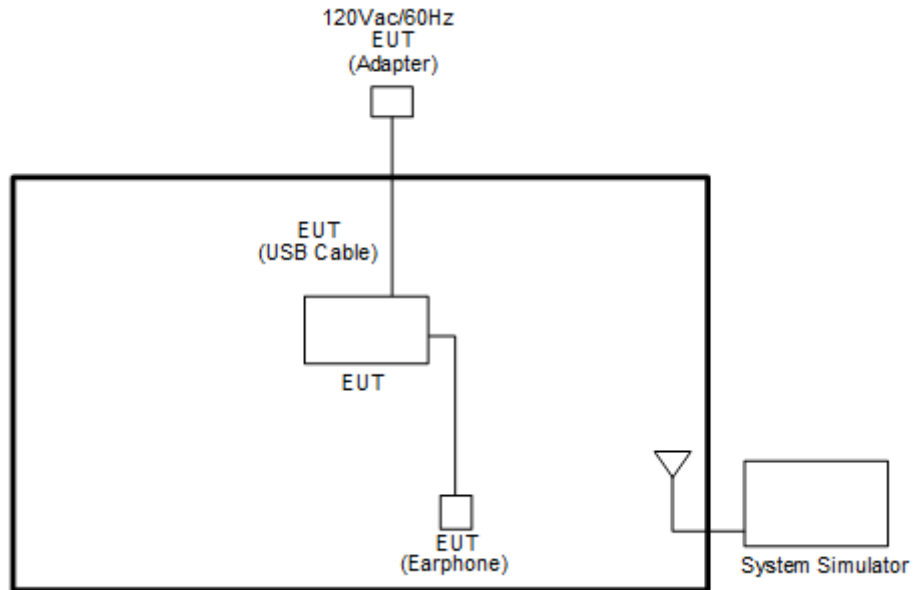 120Vac/60Hz
EUT
(Adapter)
EUT
(USB Cable)
EUT
EUT
(Earphone)
System Simulator